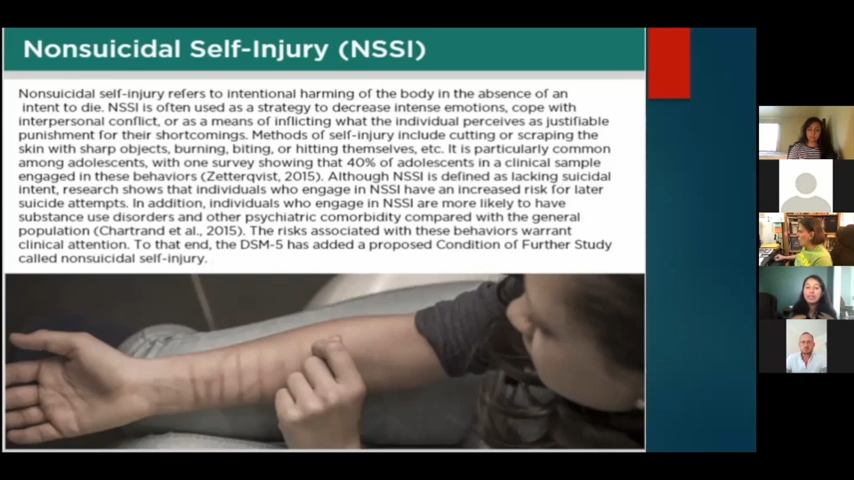 Nonsuicidal Self-Injury (NSSI)
Nonsuicidal self-injury refers to intentional harming of the body in the absence of an
intent to die. NSSI is often used as a strategy to decrease intense emotions, cope with
interpersonal conflict, or as a means of inflicting what the individual perceives as justifiable
punishment for their shortcomings. Methods of self-injury include cutting or scraping the
skin with sharp objects, burning, biting, or hitting themselves, etc. It is particularly common
among adolescents, with one survey showing that 40% of adolescents in a clinical sample
engaged in these behaviors (Zetterqvist, 2015). Although NSSI is defined as lacking suicidal
intent, research shows that individuals who engage in NSSI have an increased risk for later
suicide attempts. In addition, individuals who engage in NSSI are more likely to have
substance use disorders and other psychiatric comorbidity compared with the general
population (Chartrand et al., 2015). The risks associated with these behaviors warrant
clinical attention. To that end, the DSM-5 has added a proposed Condition of Further Study
called nonsuicidal self-injury.